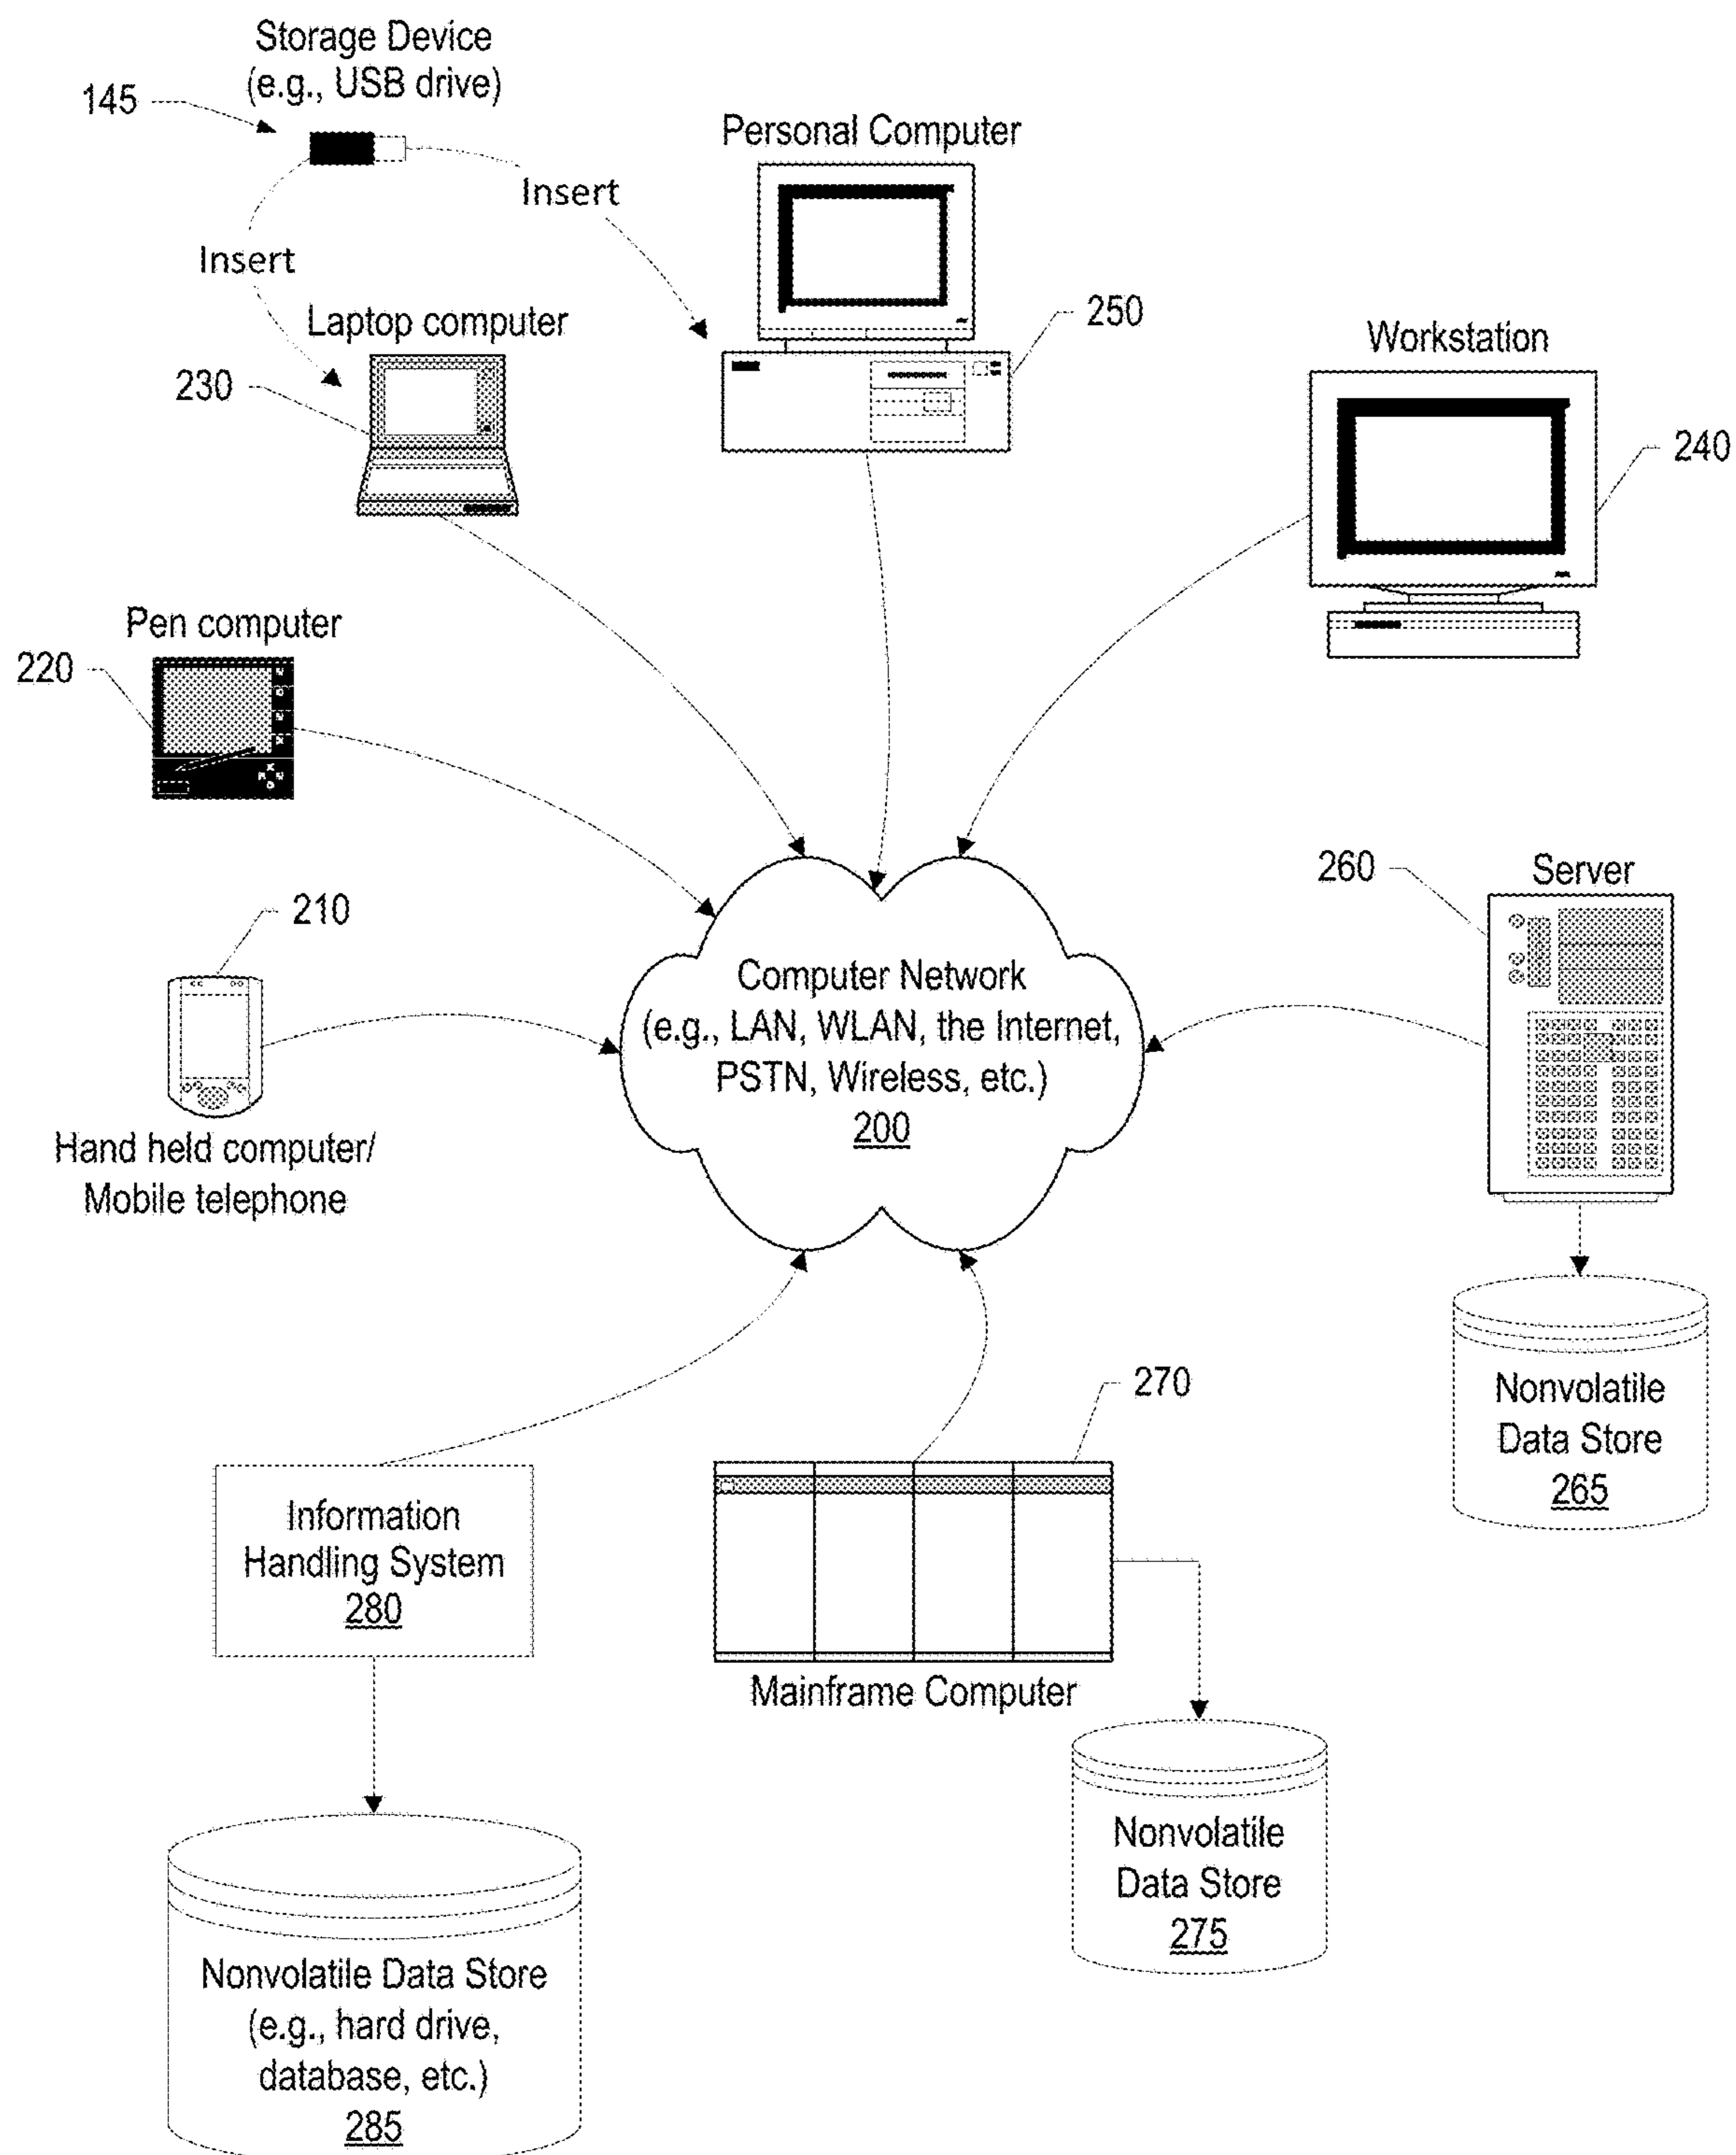 Storage Device
(e.g., USB drive)
145
Personal Computer
Insert
Insert
Laptop computer
250
Workstation
230
240
Pen computer
220
260
Server
210
Computer Network
(e.g., LAN, WLAN, the Internet,
PSTN, Wireless, etc.)
200
Hand held computer/
Mobile telephone
270
Nonvolatile
Data Store
265
Information
Handling System
280
Mainframe Computer
Nonvolatile
Data Store
275
Nonvolatile Data Store
(e.g., hard drive,
database, etc.)
285